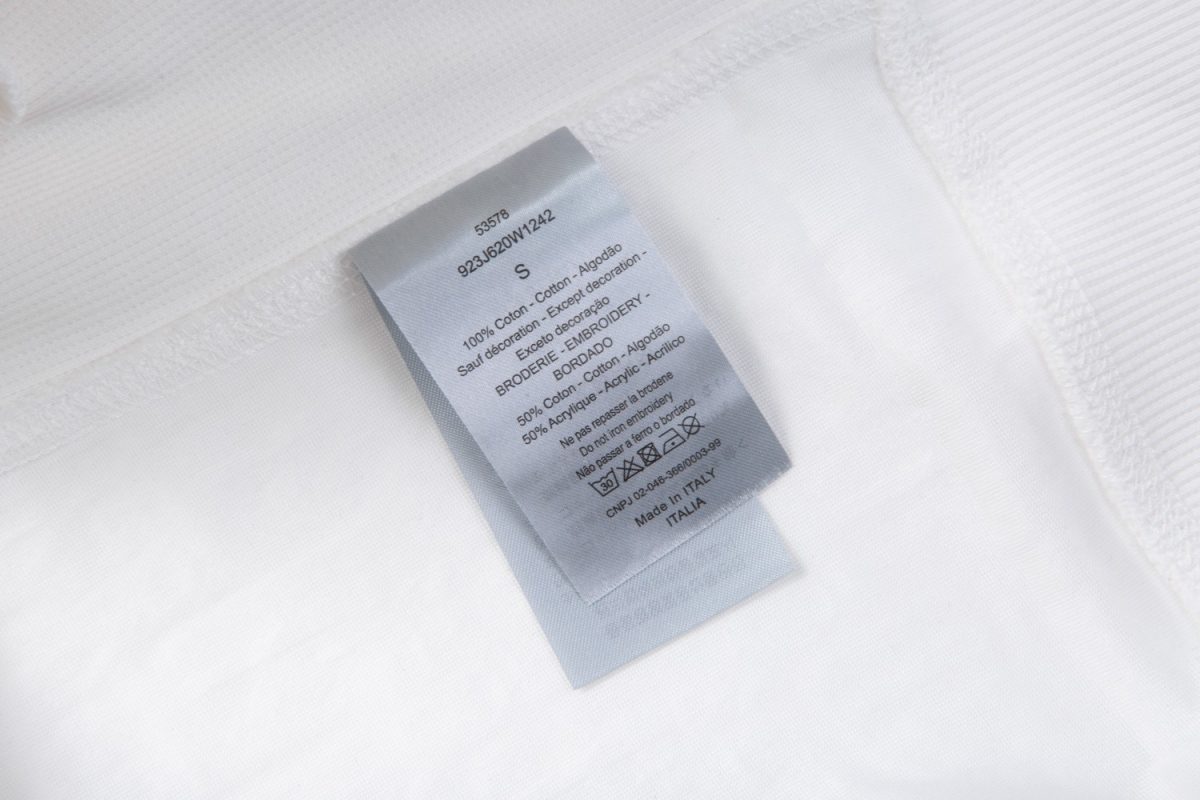 53578
923J620W1242
S
100% Coton - Cotton - Algodão
Sauf décoration - Except decoration -
Exceto decoração
BRODERIE - EMBROIDERY -
BORDADO
50% Coton - Cotton - Algodão
50% Acrylique - Acrylic - Acrílico
Ne pas repasser la broderie
Do not iron embroidery
Não passar a ferro o bordado
30
CNPJ 02-046-366/0003-99
Made In ITALY
ITALIA